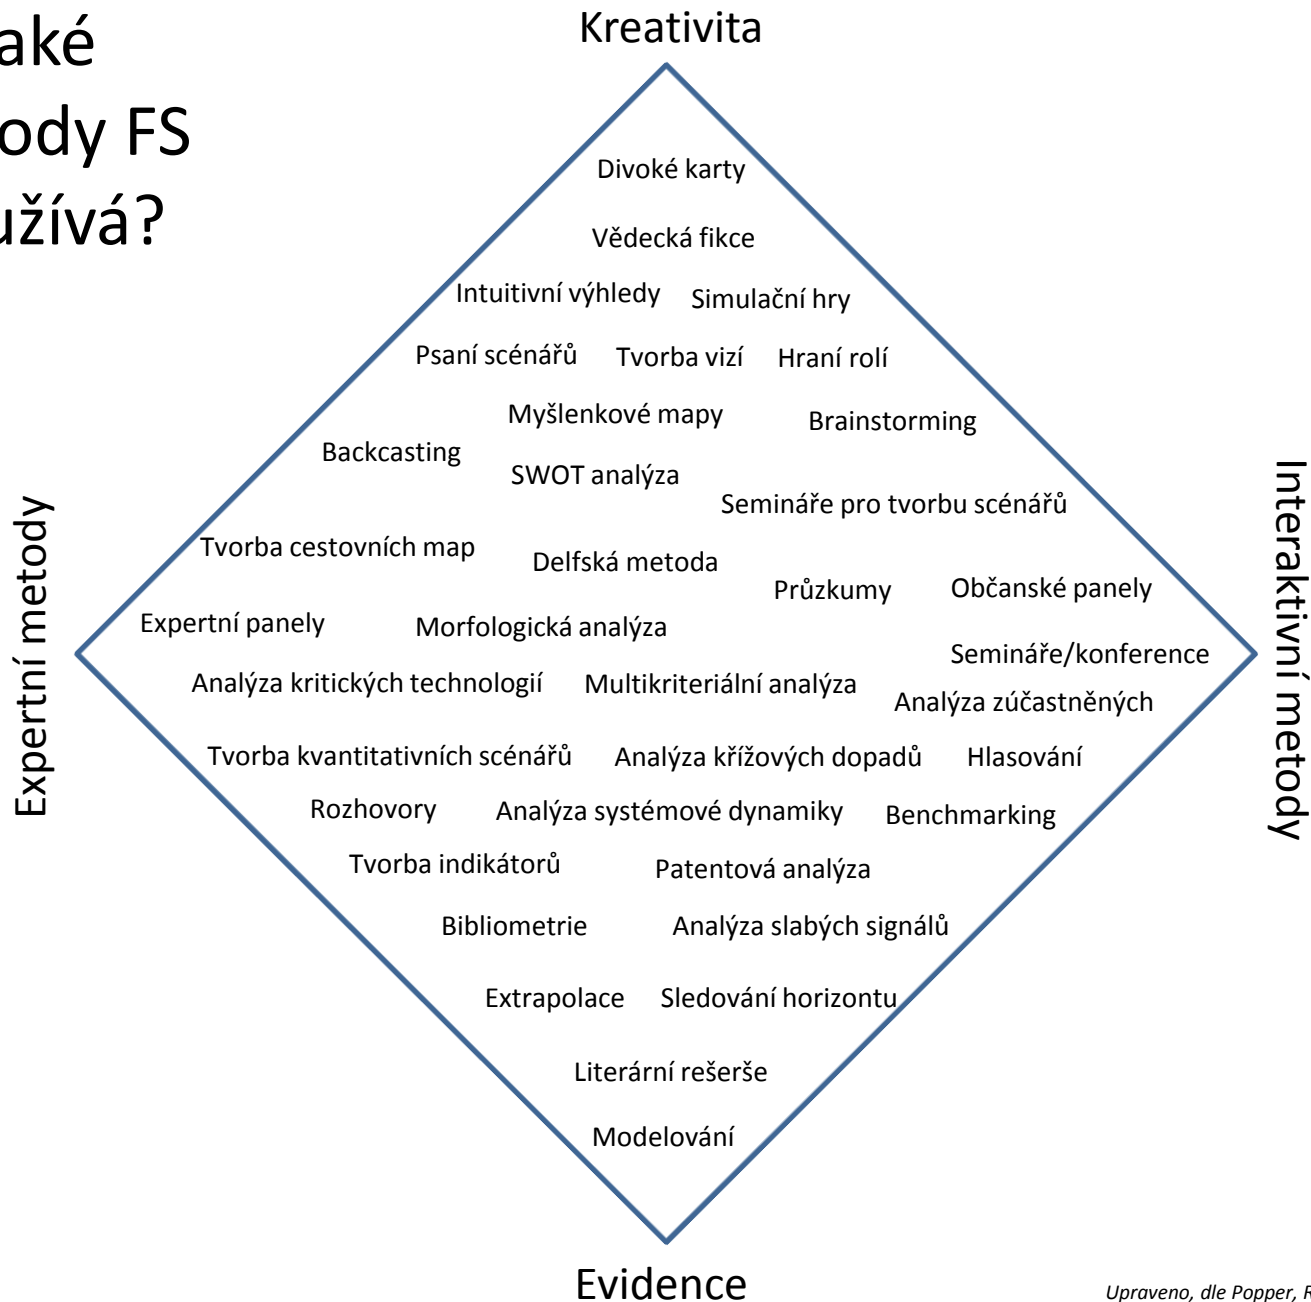 aké
ody FS
užívá?
Kreativita
Divoké karty
Vědecká fikce
Intuitivní výhledy
Simulační hry
Psaní scénářů
Tvorba vizí
Hraní rolí
Myšlenkové mapy
Brainstorming
Backcasting
SWOT analýza
Semináře pro tvorbu scénářů
Tvorba cestovních map
Delfská metoda
Průzkumy
Občanské panely
Expertní panely
Morfologická analýza
Semináře/konference
Analýza kritických technologií
Multikriteriální analýza
Analýza zúčastněných
Tvorba kvantitativních scénářů
Analýza křížových dopadů
Hlasování
Rozhovory
Analýza systémové dynamiky
Benchmarking
Tvorba indikátorů
Patentová analýza
Bibliometrie
Analýza slabých signálů
Extrapolace
Sledování horizontu
Literární rešerše
Modelování
Evidence
Expertní metody
Interaktivní metody
Upraveno, dle Popper, R